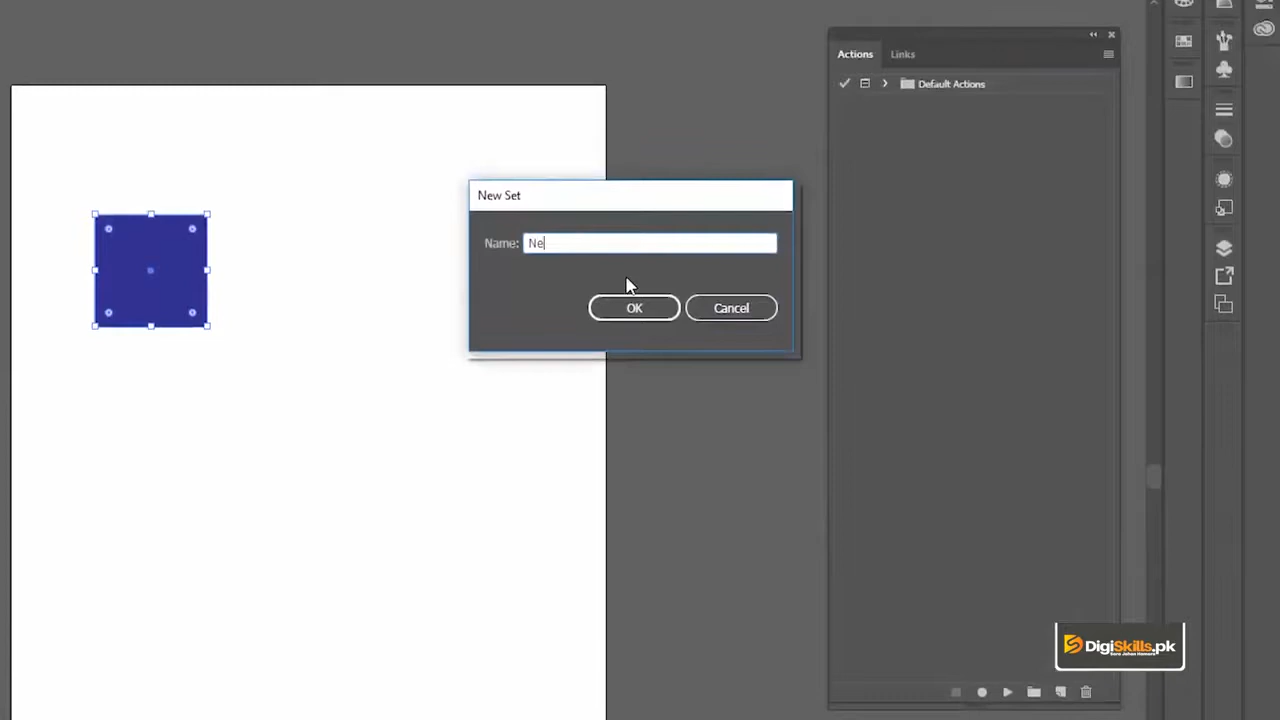 Actions Links
Default Actions
New Set
Name: Ne
OK Cancel
DigiSkills.pk